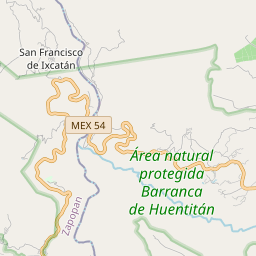 San Francisco
de Ixcatán
MEX 54
Área natural
protegida
Barranca
de Huentitán
Zapopan